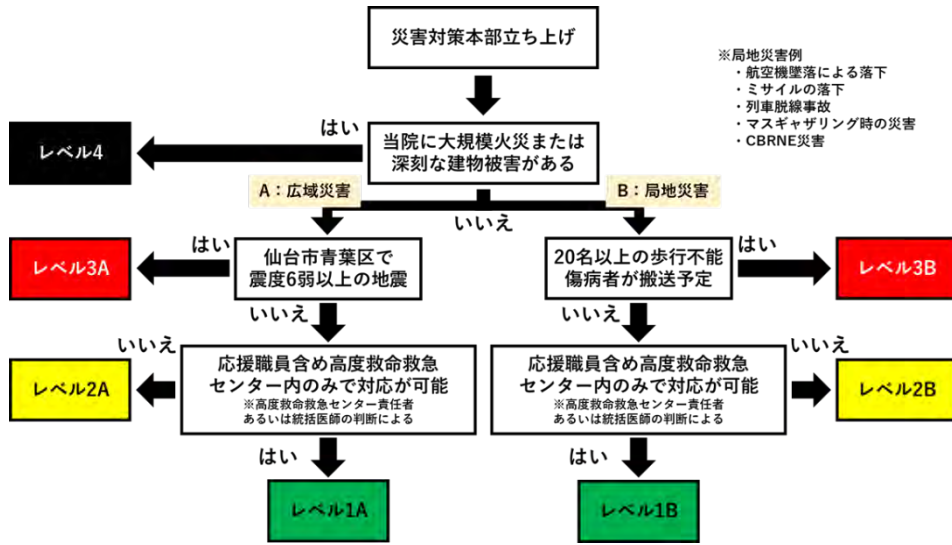 災害対策本部立ち上げ
※局地災害例
・航空機墜落による落下
・ミサイルの落下
・列車脱線事故
・マスギャザリング時の災害
・CBRNE災害
はい
レベル4
当院に大規模火災または
深刻な建物被害がある
A：広域災害
B：局地災害
いいえ
はい
レベル3A
仙台市青葉区で
震度6弱以上の地震
20名以上の歩行不能
傷病者が搬送予定
はい
レベル3B
いいえ
いいえ
いいえ
レベル2A
応援職員含め高度救命救急
センター内のみで対応が可能
※高度救命救急センター責任者
あるいは統括医師の判断による
応援職員含め高度救命救急
センター内のみで対応が可能
※高度救命救急センター責任者
あるいは統括医師の判断による
いいえ
レベル2B
はい
はい
レベル1A
レベル1B